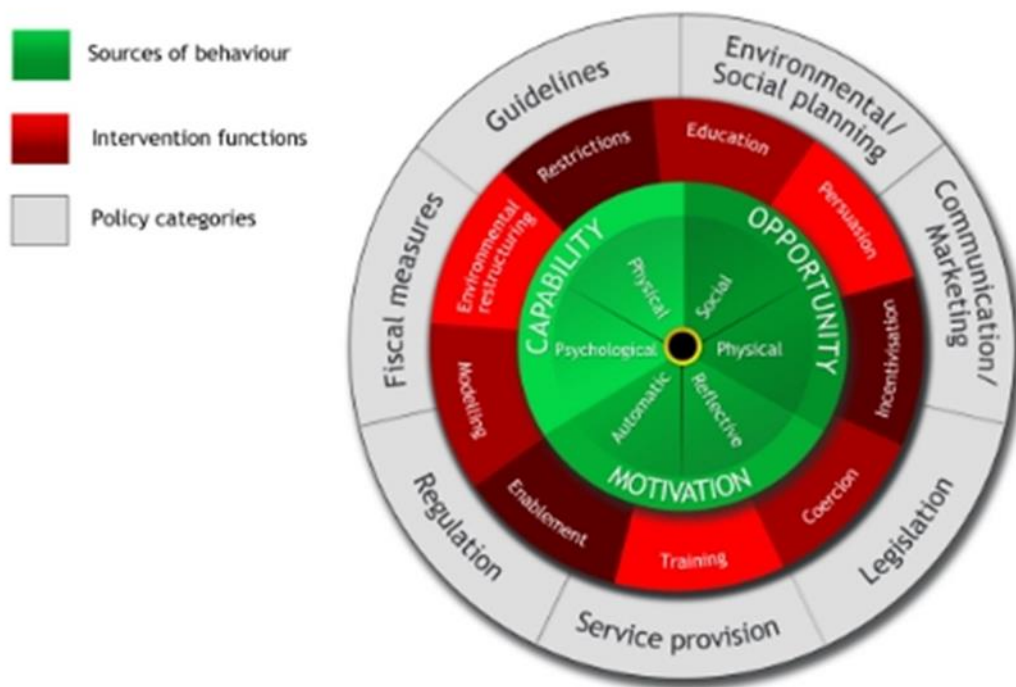 Sources of behaviour
Intervention functions
Policy categories
Guidelines
Environmental/
Social planning
Communication/
Marketing
Legislation
Service provision
Regulation
Fiscal measures
Restrictions
Education
Persuasion
Incentivisation
Coercion
Training
Enablement
Modelling
Environmental
restructuring
CAPABILITY
OPPORTUNITY
MOTIVATION
Physical
Social
Psychological
Physical
Automatic
Reflective